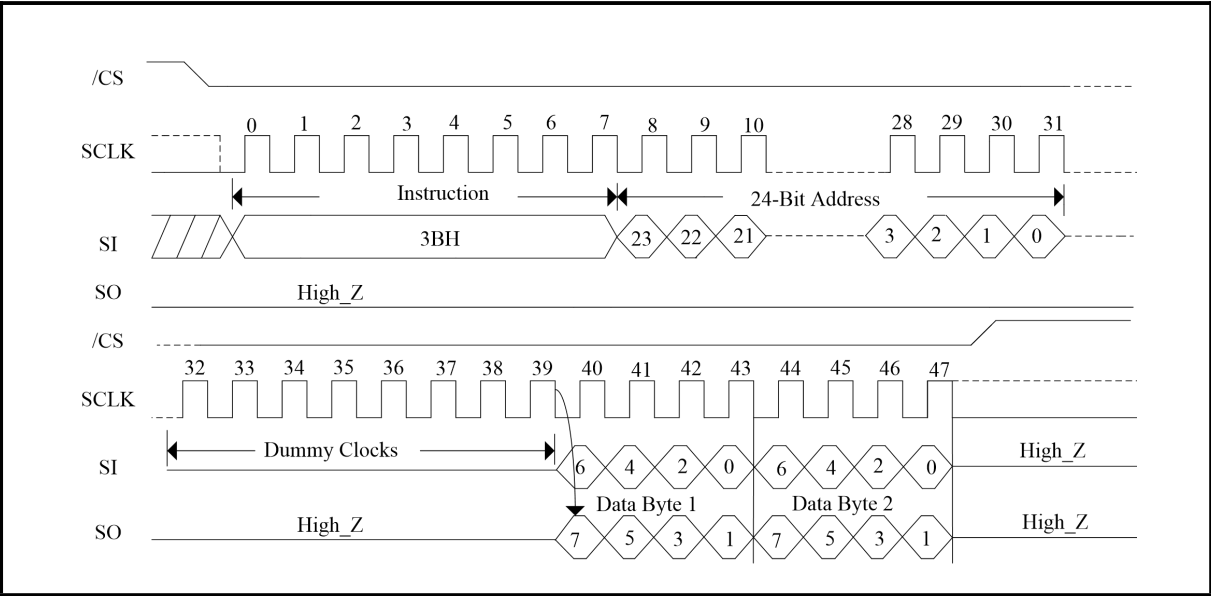 /CS
0 1 2 3 4 5 6 7 8 9 10 28 29 30 31
SCLK
Instruction 24-Bit Address
SI 3BH 23 22 21 3 2 1 0
SO High_Z
/CS
32 33 34 35 36 37 38 39 40 41 42 43 44 45 46 47
SCLK
Dummy Clocks
SI 6 4 2 0 6 4 2 0 High_Z
Data Byte 1 Data Byte 2
SO High_Z 7 5 3 1 7 5 3 1 High_Z